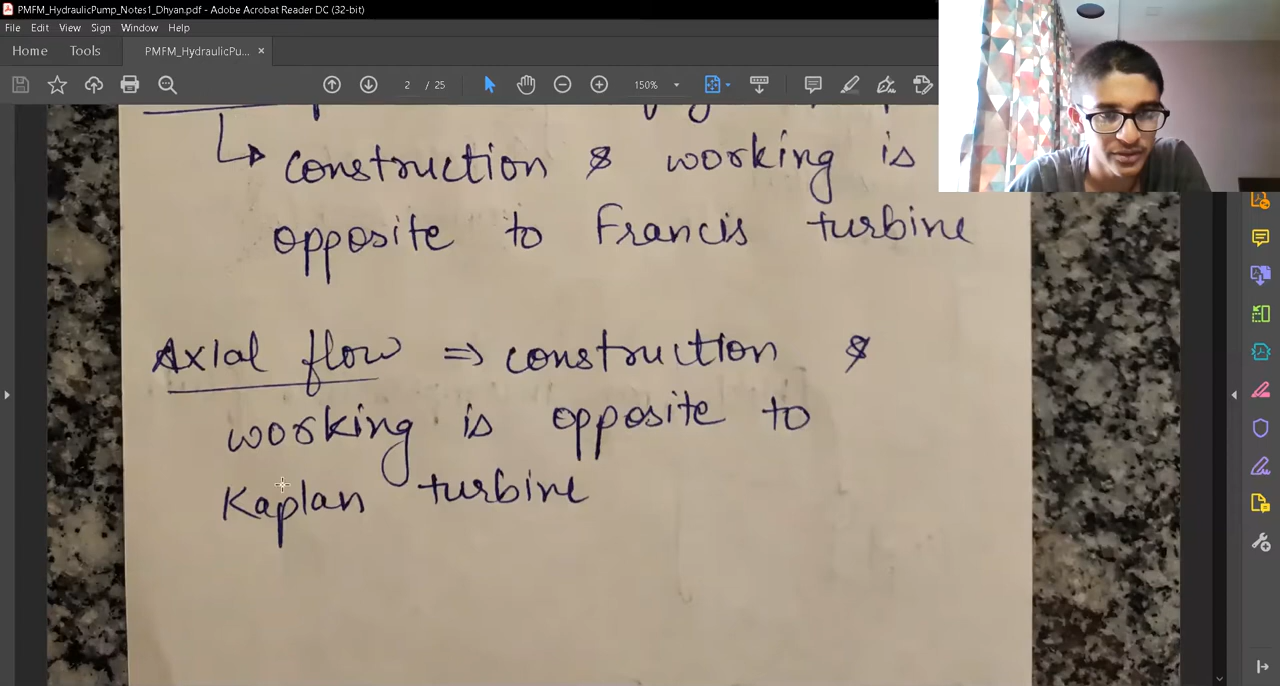 PMFM_HydraulicPump_Notes1_Dhyan.pdf - Adobe Acrobat Reader DC (32-bit)
File Edit View Sign Window Help
Home Tools PMFM_HydraulicPu... ×
2 / 25 150%
construction & working is
opposite to Francis turbine
Axial flow ⇒ construction &
working is opposite to
Kaplan turbine